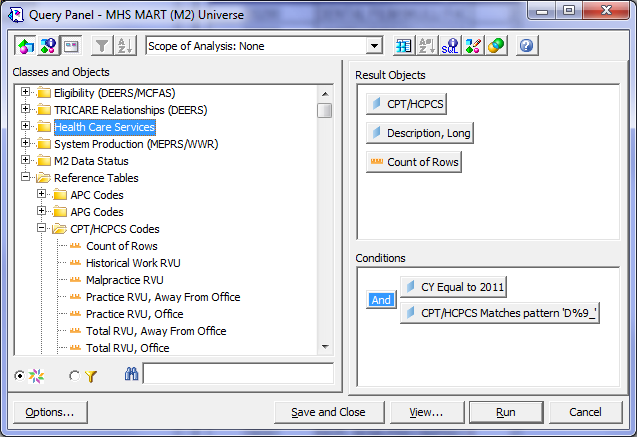 Query Panel - MHS MART (M2) Universe
Scope of Analysis: None
SQL
Classes and Objects
Eligibility (DEERS/MCFAS)
TRICARE Relationships (DEERS)
Health Care Services
System Production (MEPRS/WWR)
M2 Data Status
Reference Tables
APC Codes
APG Codes
CPT/HCPCS Codes
Count of Rows
Historical Work RVU
Malpractice RVU
Practice RVU, Away From Office
Practice RVU, Office
Total RVU, Away From Office
Total RVU, Office
Result Objects
CPT/HCPCS
Description, Long
Count of Rows
Conditions
And
CY Equal to 2011
CPT/HCPCS Matches pattern 'D%9_'
Options...
Save and Close
View...
Run
Cancel